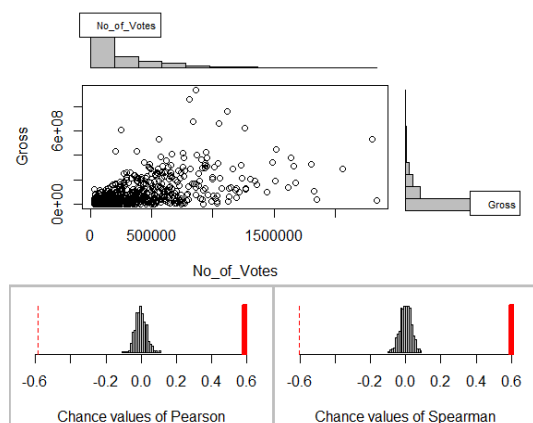 No_of_Votes
Gross
6e+08
0e+00
0 500000 1500000
No_of_Votes
Gross
-0.6 -0.2 0.0 0.2 0.4 0.6
Chance values of Pearson
-0.6 -0.2 0.0 0.2 0.4 0.6
Chance values of Spearman